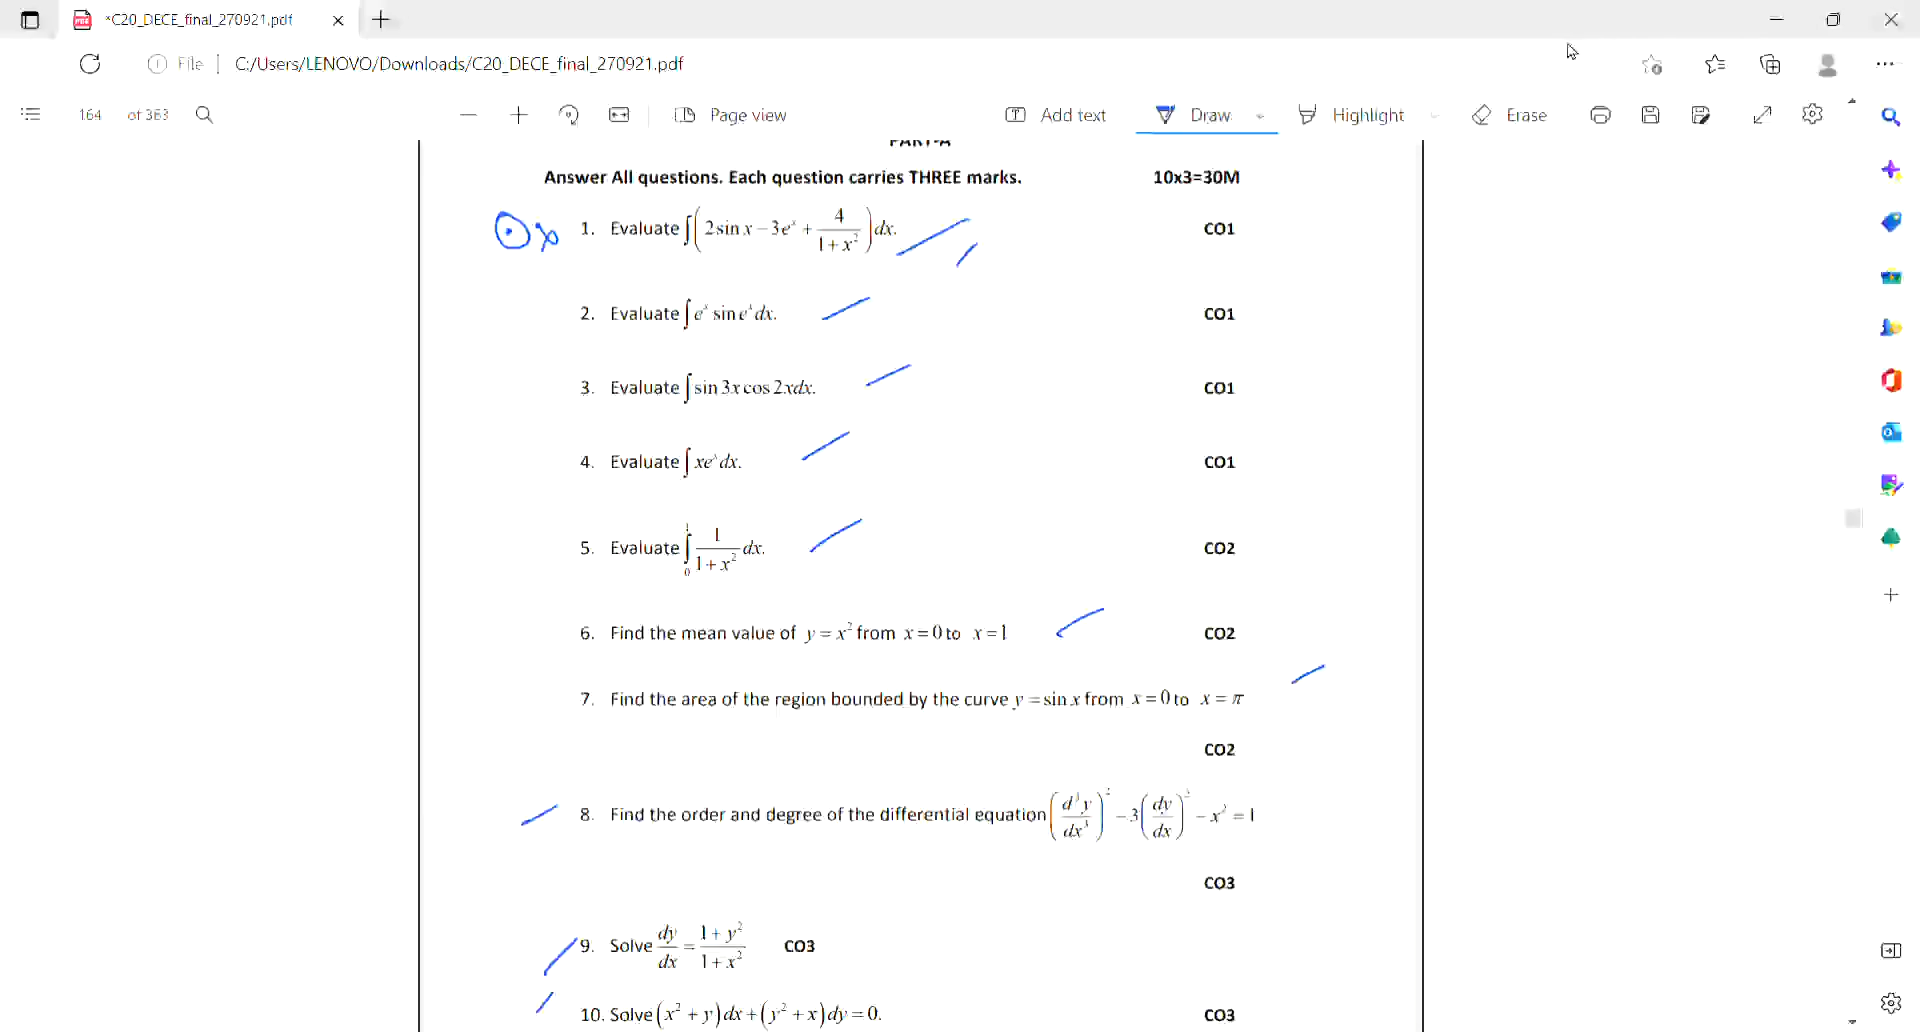 *C20_DECE_final_270921.pdf
File | C:/Users/LENOVO/Downloads/C20_DECE_final_270921.pdf
164 of 363 Page view Add text Draw Highlight Erase
PART-A
Answer All questions. Each question carries THREE marks. 10x3=30M
1. Evaluate ∫(2sin x − 3eˣ + 4/(1+x²))dx. CO1
2. Evaluate ∫eˣ sin eˣ dx. CO1
3. Evaluate ∫sin 3x cos 2xdx. CO1
4. Evaluate ∫xeˣ dx. CO1
5. Evaluate ∫₀¹ 1/(1+x²) dx. CO2
6. Find the mean value of y = x² from x = 0 to x = 1 CO2
7. Find the area of the region bounded by the curve y = sin x from x = 0 to x = π
CO2
8. Find the order and degree of the differential equation (d³y/dx³)² − 3(dy/dx) − x² = 1
CO3
9. Solve dy/dx = (1+y²)/(1+x²) CO3
10. Solve (x² + y)dx + (y² + x)dy = 0. CO3